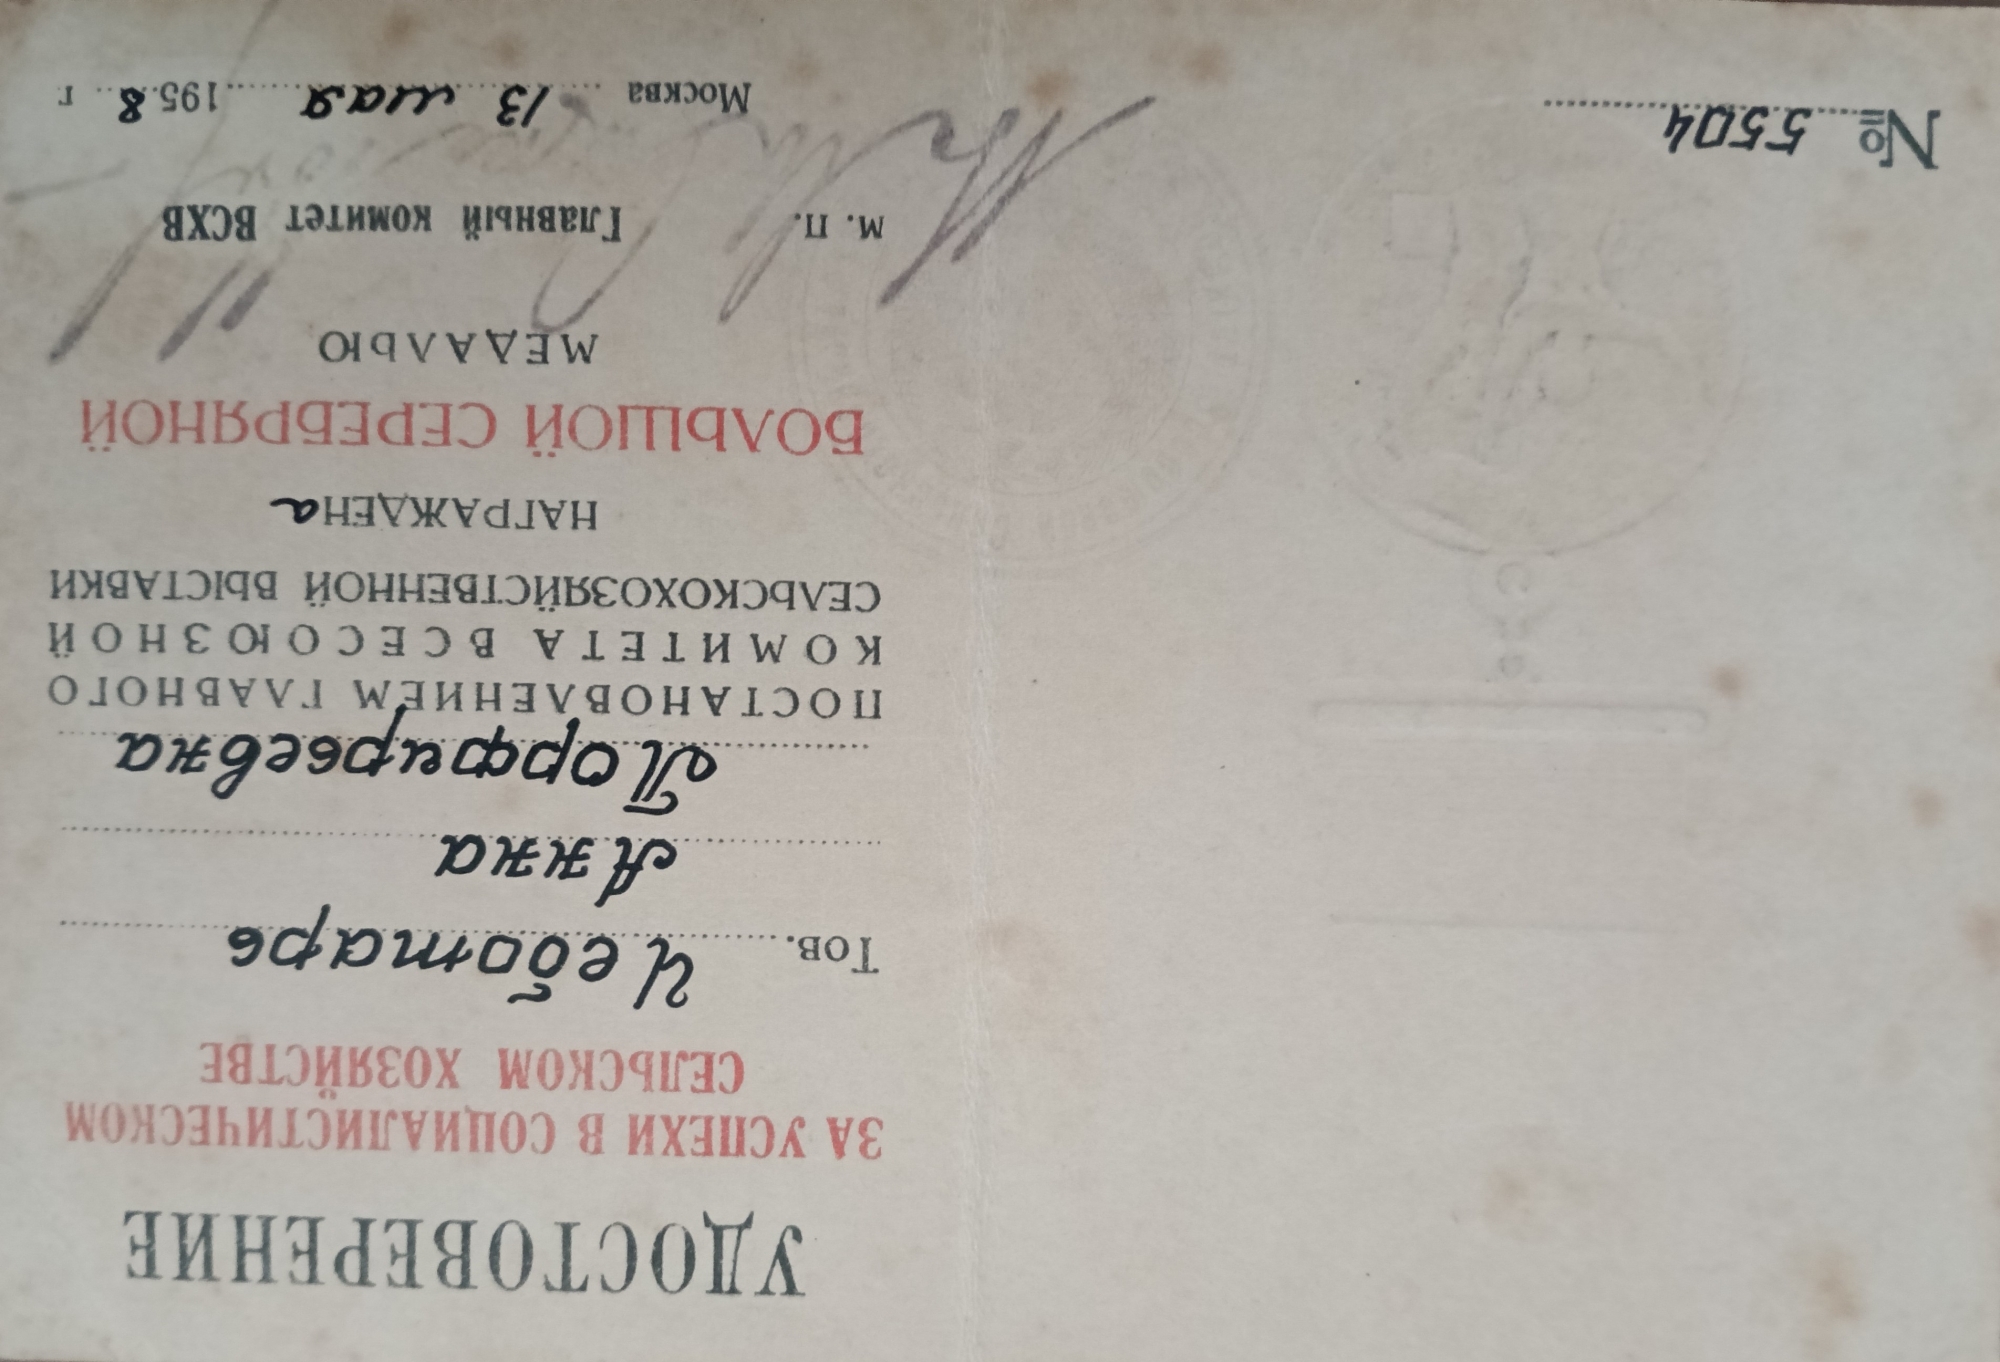 УДОСТОВЕРЕНИЕ
ЗА УСПЕХИ В СОЦИАЛИСТИЧЕСКОМ
СЕЛЬСКОМ ХОЗЯЙСТВЕ
Тов. Чеботарь
Анна
Порфирьевна
ПОСТАНОВЛЕНИЕМ ГЛАВНОГО
КОМИТЕТА ВСЕСОЮЗНОЙ
СЕЛЬСКОХОЗЯЙСТВЕННОЙ ВЫСТАВКИ
НАГРАЖДЕНа
БОЛЬШОЙ СЕРЕБРЯНОЙ
МЕДАЛЬЮ
М. П. Главный комитет ВСХВ
Москва 13 мая 1958 г
№ 5504